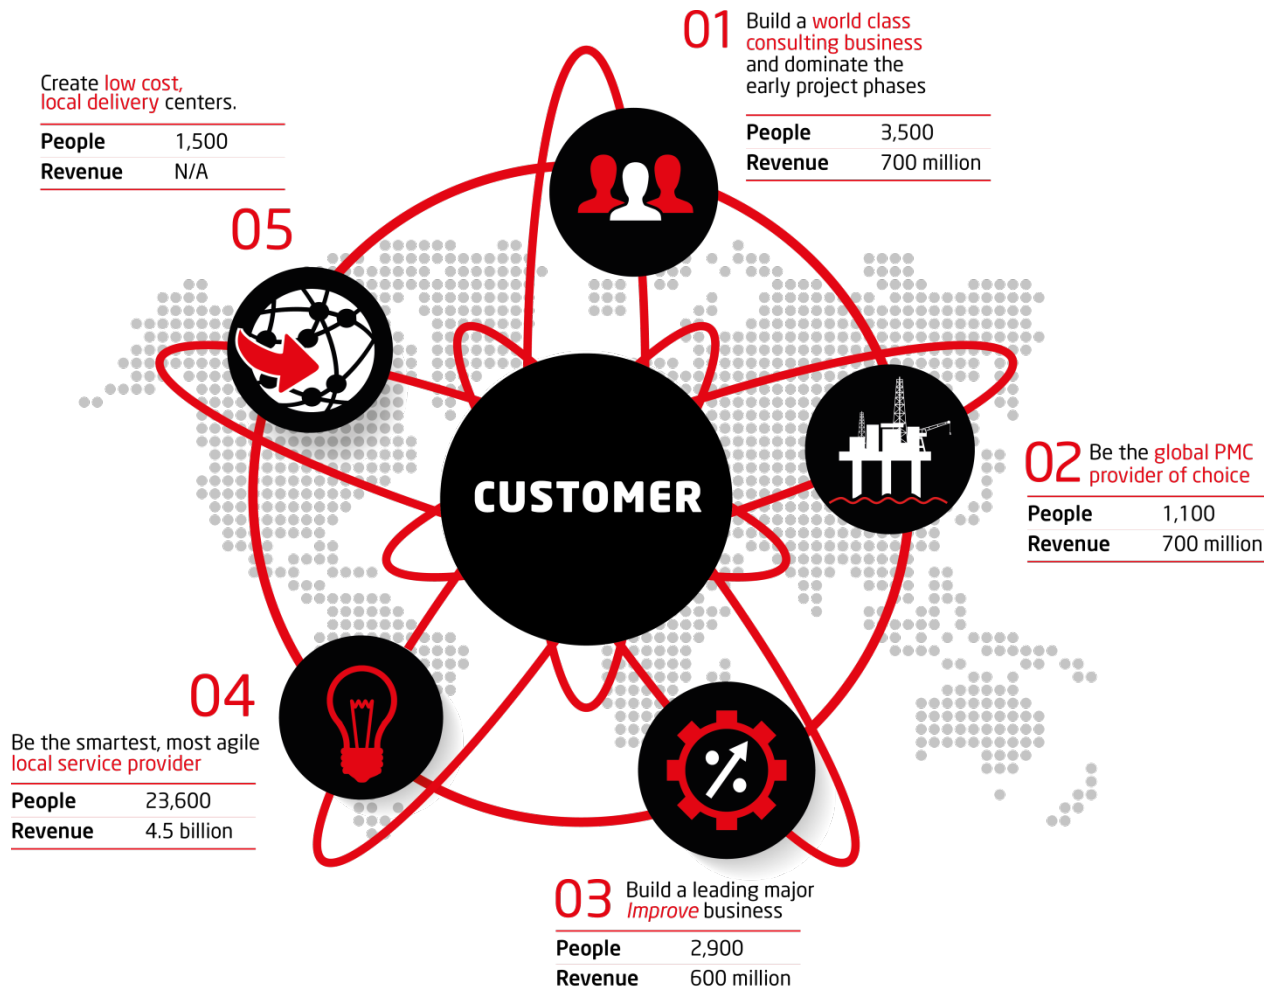 01
Build a world class
consulting business
and dominate the
early project phases
People 3,500
Revenue 700 million
Create low cost,
local delivery centers.
People 1,500
Revenue N/A
05
CUSTOMER
02
Be the global PMC
provider of choice
People 1,100
Revenue 700 million
04
Be the smartest, most agile
local service provider
People 23,600
Revenue 4.5 billion
03
Build a leading major
Improve business
People 2,900
Revenue 600 million